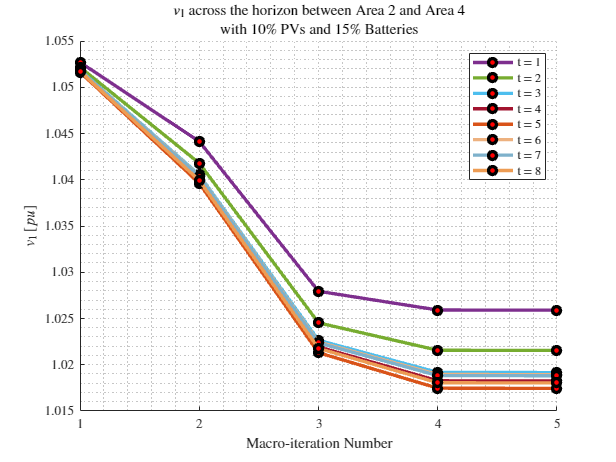 v₁ across the horizon between Area 2 and Area 4
with 10% PVs and 15% Batteries
1.055
1.05
1.045
1.04
1.035
1.03
1.025
1.02
1.015
v₁ [pu]
t = 1
t = 2
t = 3
t = 4
t = 5
t = 6
t = 7
t = 8
1 2 3 4 5
Macro-iteration Number